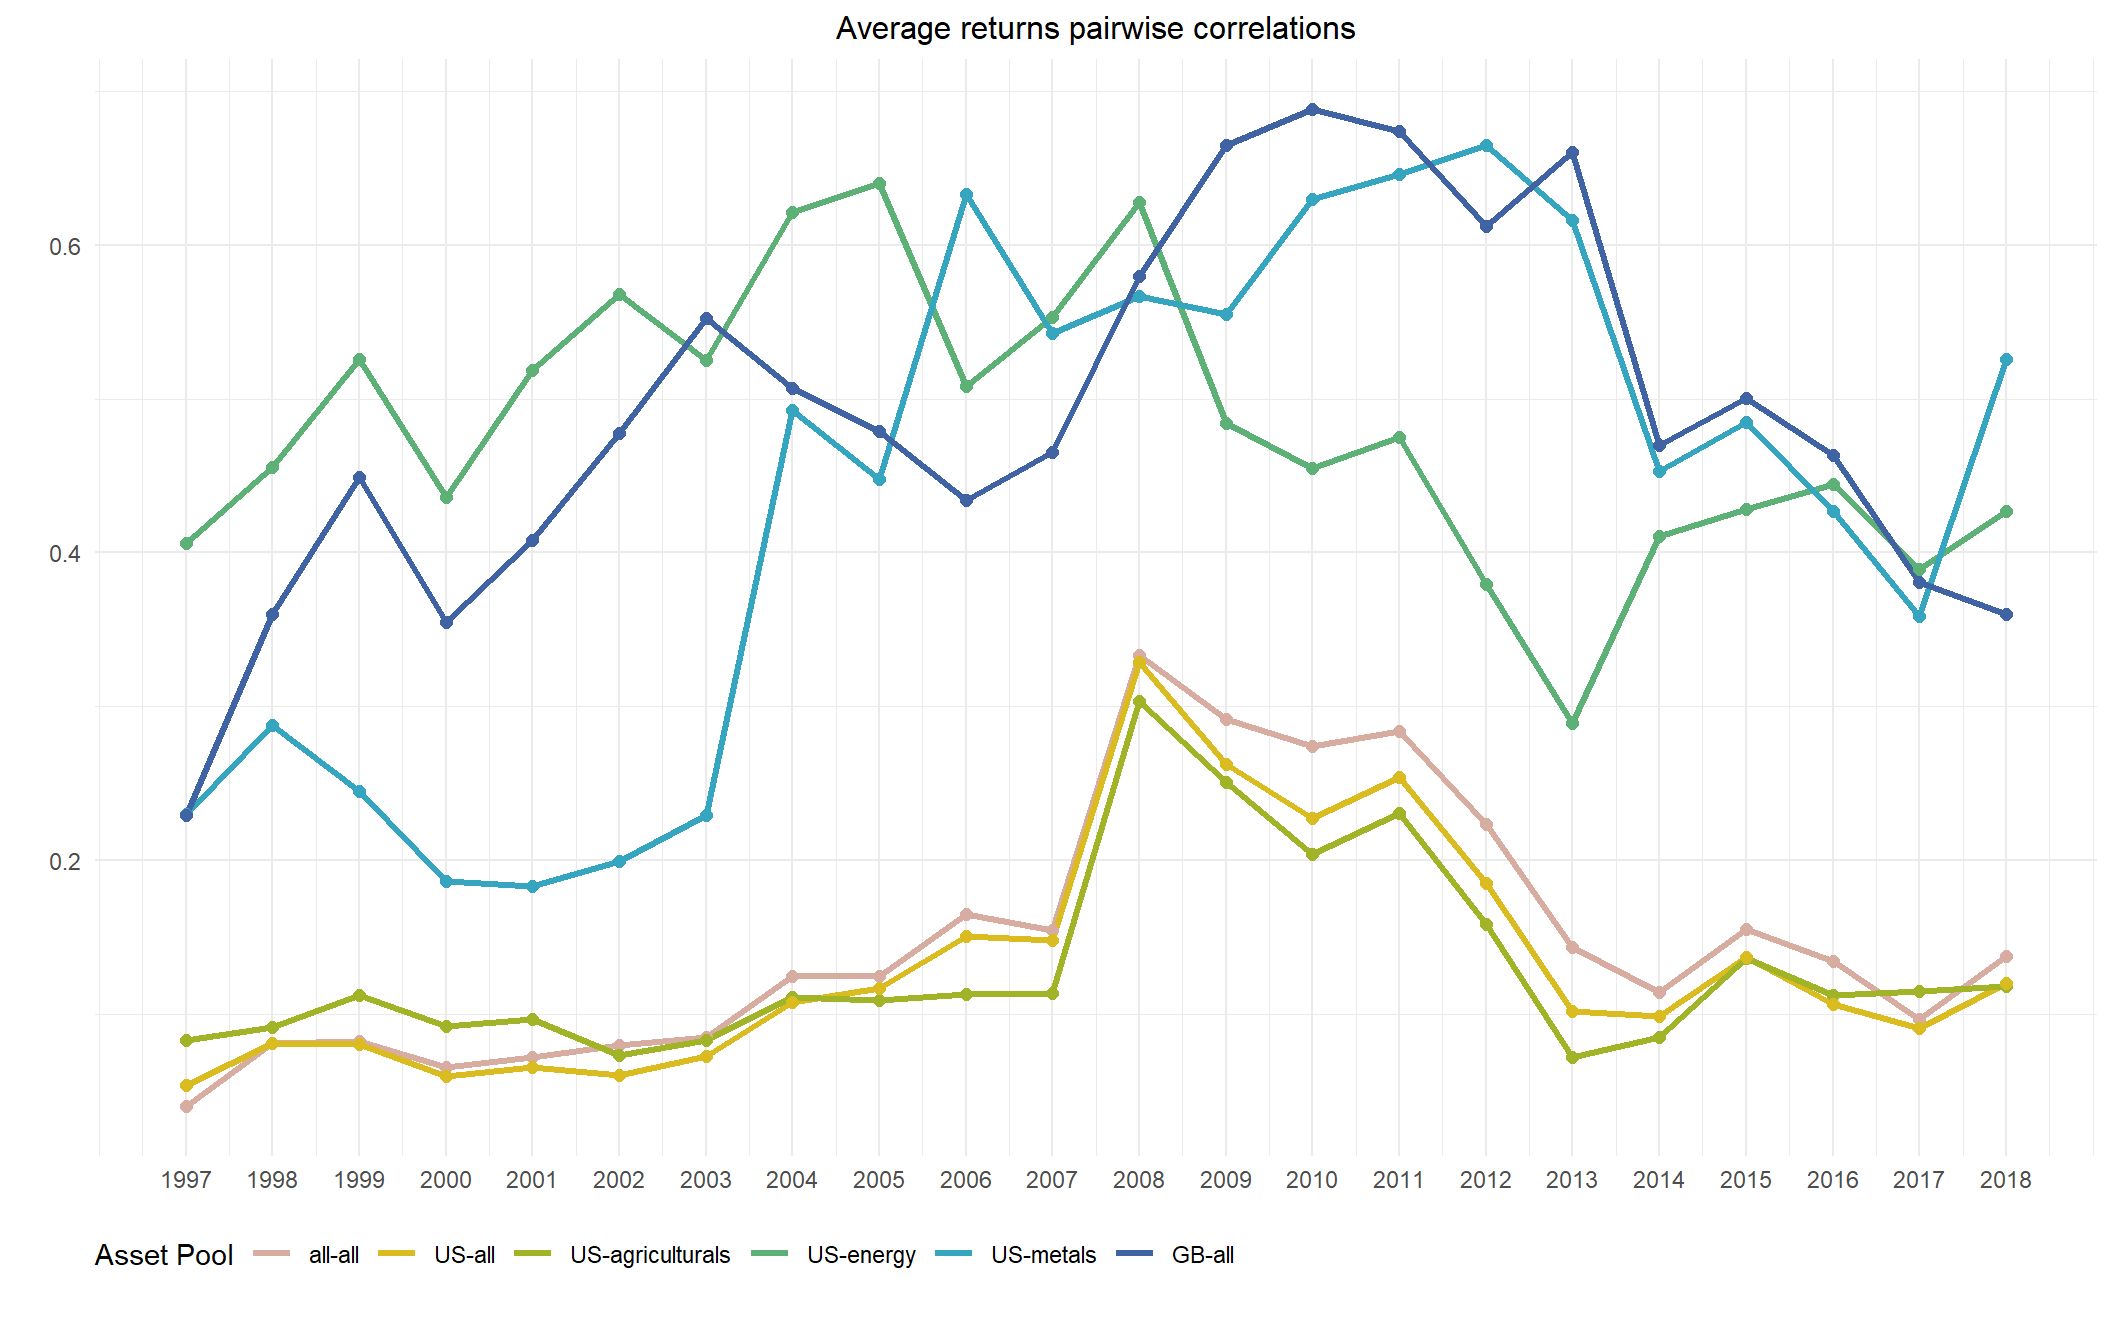 Average returns pairwise correlations
0.6
0.4
0.2
1997 1998 1999 2000 2001 2002 2003 2004 2005 2006 2007 2008 2009 2010 2011 2012 2013 2014 2015 2016 2017 2018
Asset Pool all-all US-all US-agriculturals US-energy US-metals GB-all